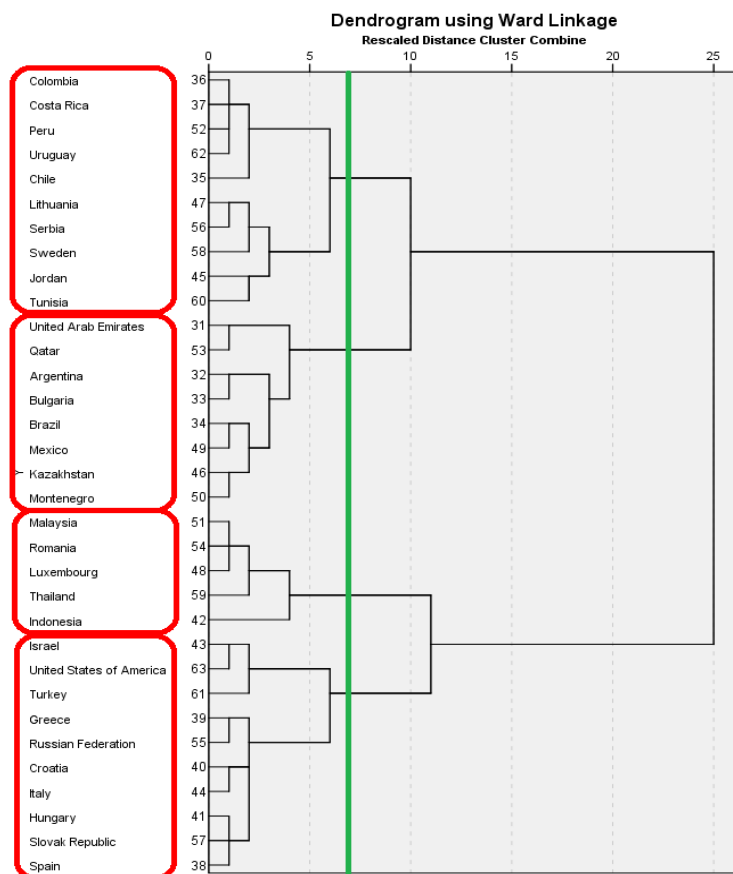 Dendrogram using Ward Linkage
Rescaled Distance Cluster Combine
0 5 10 15 20 25
Colombia 36
Costa Rica 37
Peru 52
Uruguay 62
Chile 35
Lithuania 47
Serbia 56
Sweden 58
Jordan 45
Tunisia 60
United Arab Emirates 31
Qatar 53
Argentina 32
Bulgaria 33
Brazil 34
Mexico 49
Kazakhstan 46
Montenegro 50
Malaysia 51
Romania 54
Luxembourg 48
Thailand 59
Indonesia 42
Israel 43
United States of America 63
Turkey 61
Greece 39
Russian Federation 55
Croatia 40
Italy 44
Hungary 41
Slovak Republic 57
Spain 38